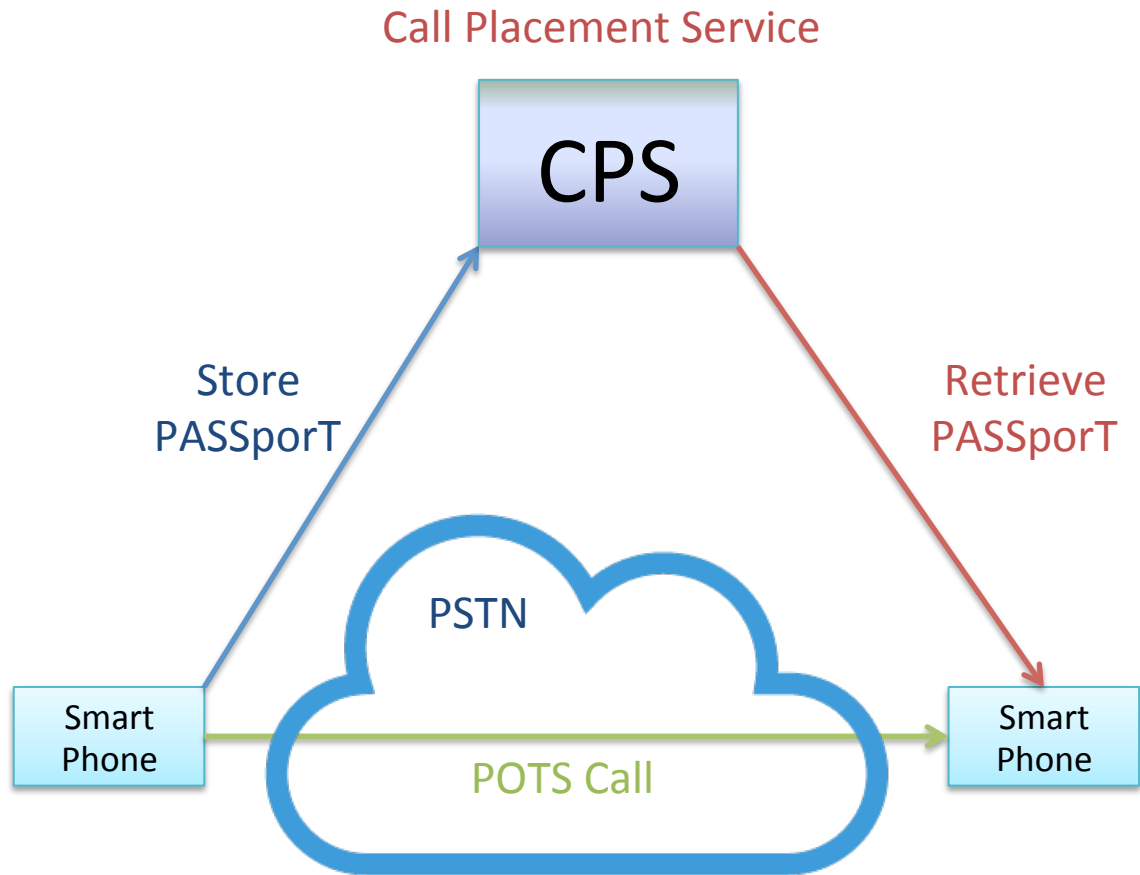 Call Placement Service
CPS
Store
PASSporT
Retrieve
PASSporT
PSTN
Smart
Phone
POTS Call
Smart
Phone